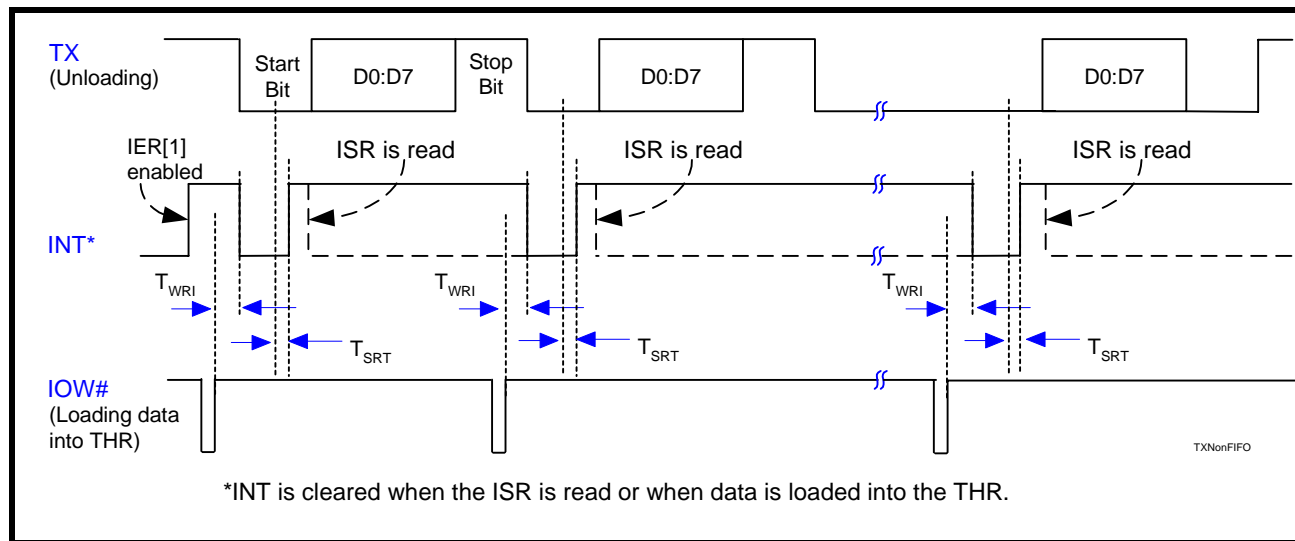 TX
(Unloading)
Start
Bit
D0:D7
Stop
Bit
D0:D7
D0:D7
IER[1]
enabled
ISR is read
ISR is read
ISR is read
INT*
TWRI
TWRI
TWRI
TSRT
TSRT
TSRT
IOW#
(Loading data
into THR)
TXNonFIFO
*INT is cleared when the ISR is read or when data is loaded into the THR.